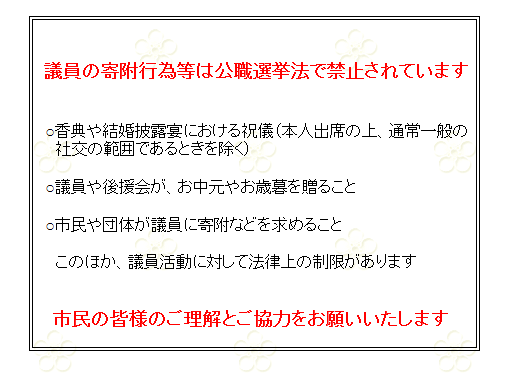 議員の寄附行為等は公職選挙法で禁止されています
○香典や結婚披露宴における祝儀(本人出席の上、通常一般の
社交の範囲であるときを除く)
○議員や後援会が、お中元やお歳暮を贈ること
○市民や団体が議員に寄附などを求めること
このほか、議員活動に対して法律上の制限があります
市民の皆様のご理解とご協力をお願いいたします